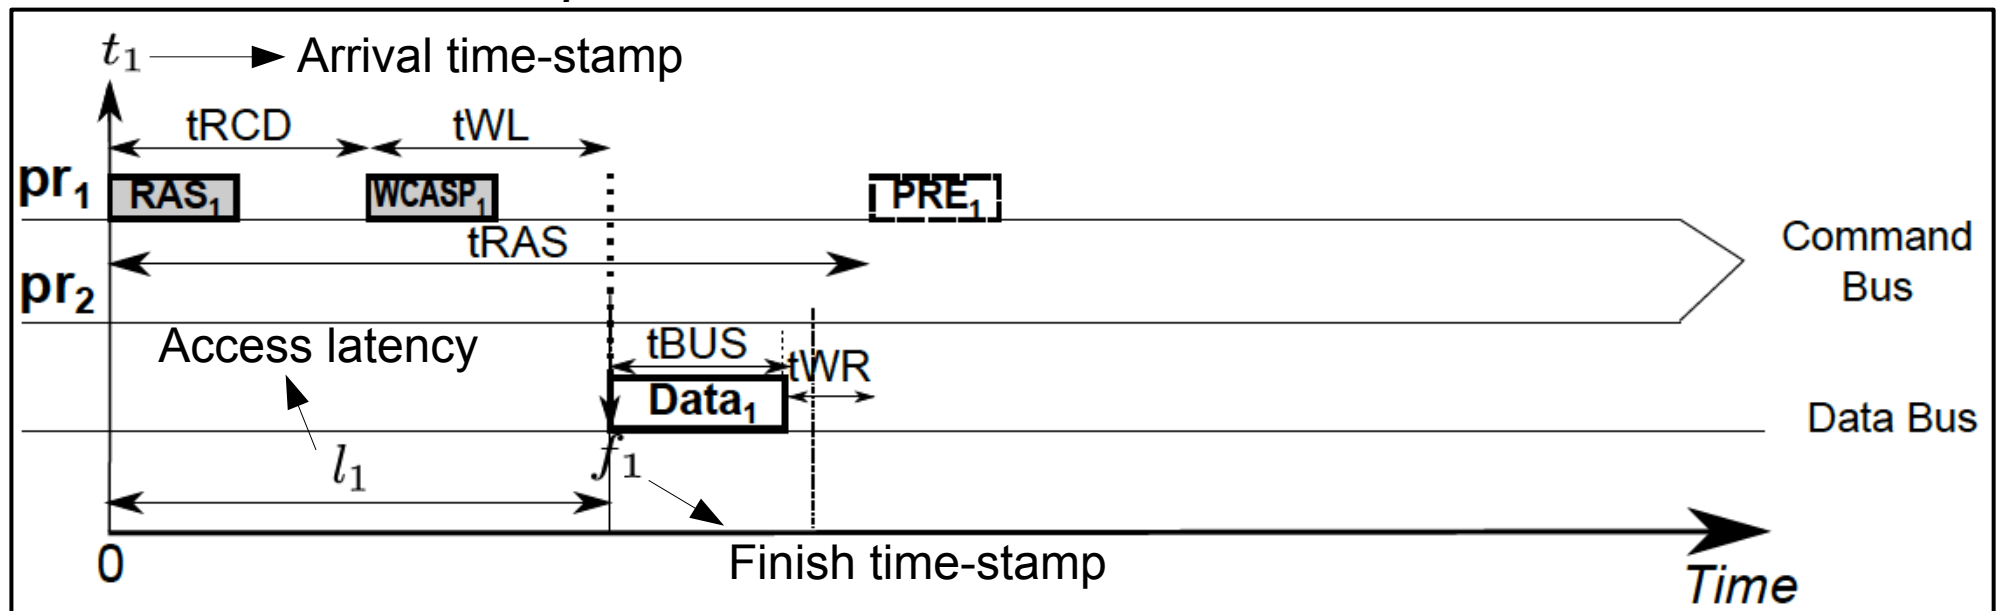 t1 Arrival time-stamp
tRCD tWL
pr1 RAS1 WCASP1 PRE1
tRAS
Command
Bus
pr2
Access latency tBUS
tWR
Data1
Data Bus
l1 f1
0 Finish time-stamp
Time